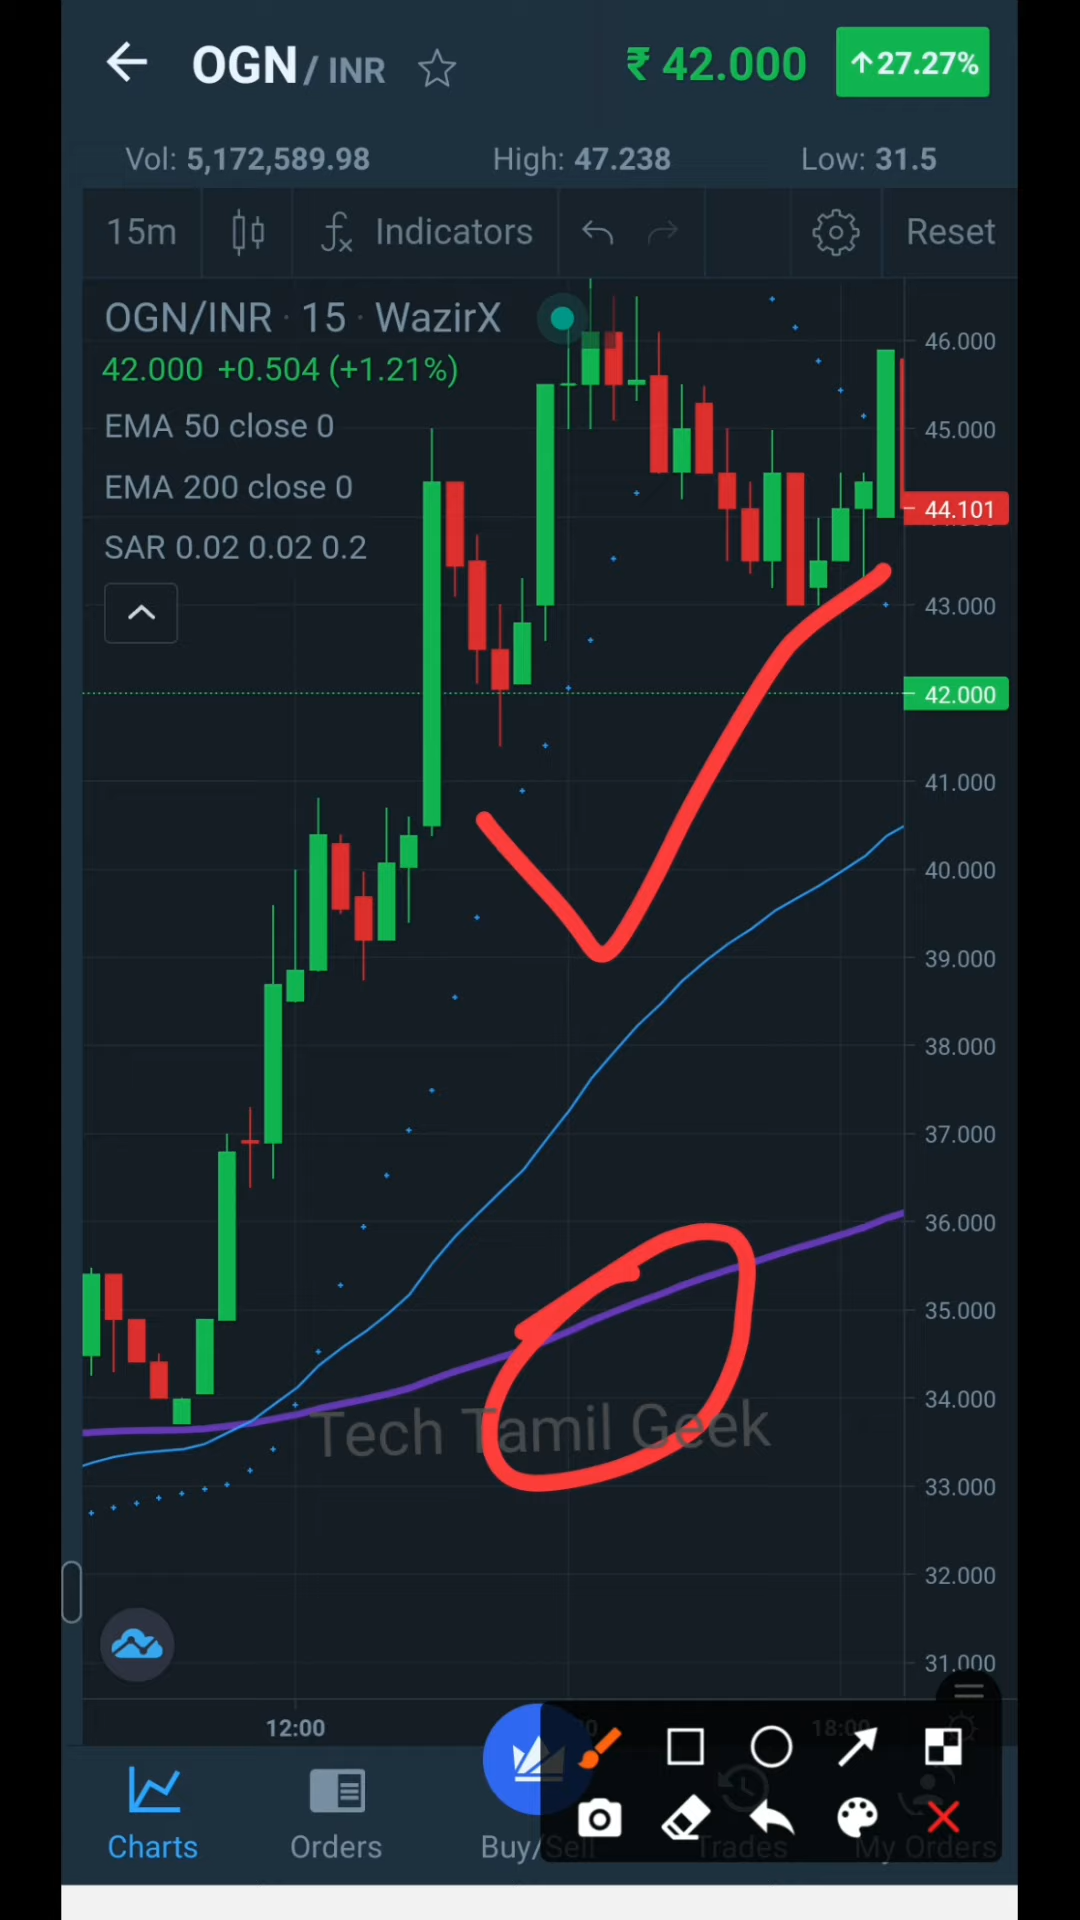 OGN / INR ₹ 42.000 ↑27.27%
Vol: 5,172,589.98 High: 47.238 Low: 31.5
15m Indicators Reset
OGN/INR · 15 · WazirX
42.000 +0.504 (+1.21%)
EMA 50 close 0
EMA 200 close 0
SAR 0.02 0.02 0.2
46.000
45.000
44.101
43.000
42.000
41.000
40.000
39.000
38.000
37.000
36.000
35.000
34.000
33.000
32.000
31.000
Tech Tamil Geek
12:00 18:00
Charts Orders Buy/Sell Trades My Orders